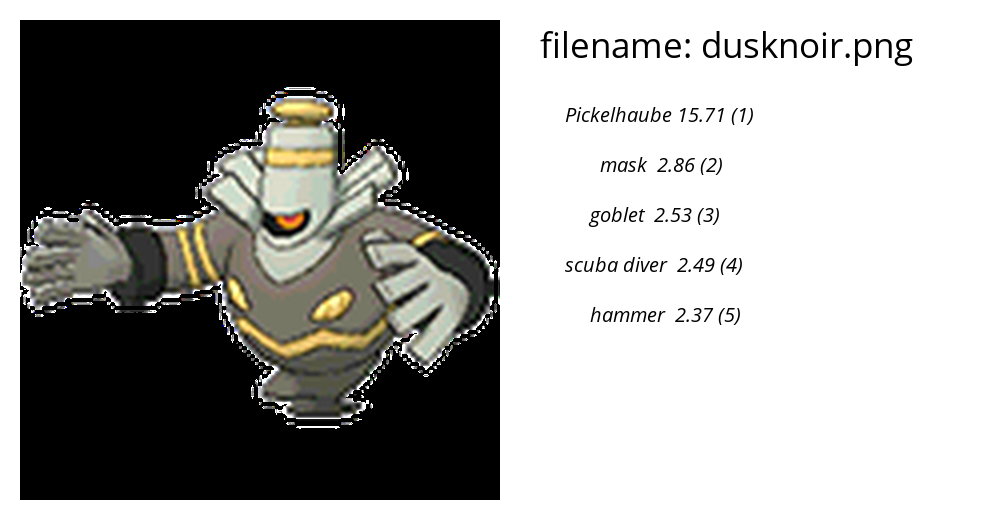 filename: dusknoir.png
Pickelhaube 15.71 (1)
mask 2.86 (2)
goblet 2.53 (3)
scuba diver 2.49 (4)
hammer 2.37 (5)